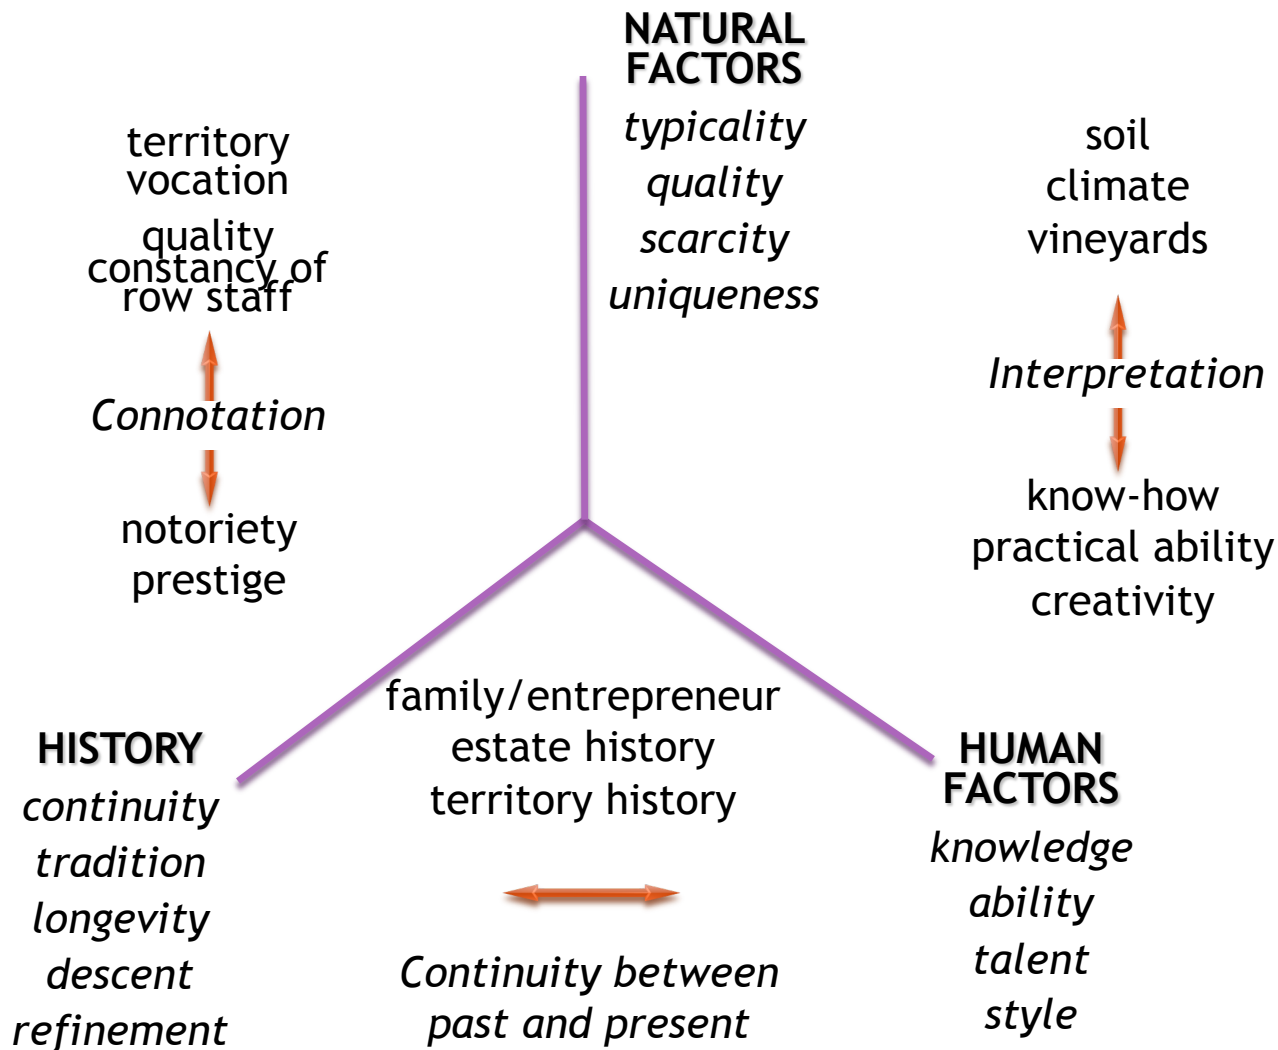 NATURAL
FACTORS
typicality
quality
scarcity
uniqueness
territory
vocation
quality
constancy of
row staff
Connotation
notoriety
prestige
soil
climate
vineyards
Interpretation
know-how
practical ability
creativity
family/entrepreneur
estate history
territory history
Continuity between
past and present
HISTORY
continuity
tradition
longevity
descent
refinement
HUMAN
FACTORS
knowledge
ability
talent
style